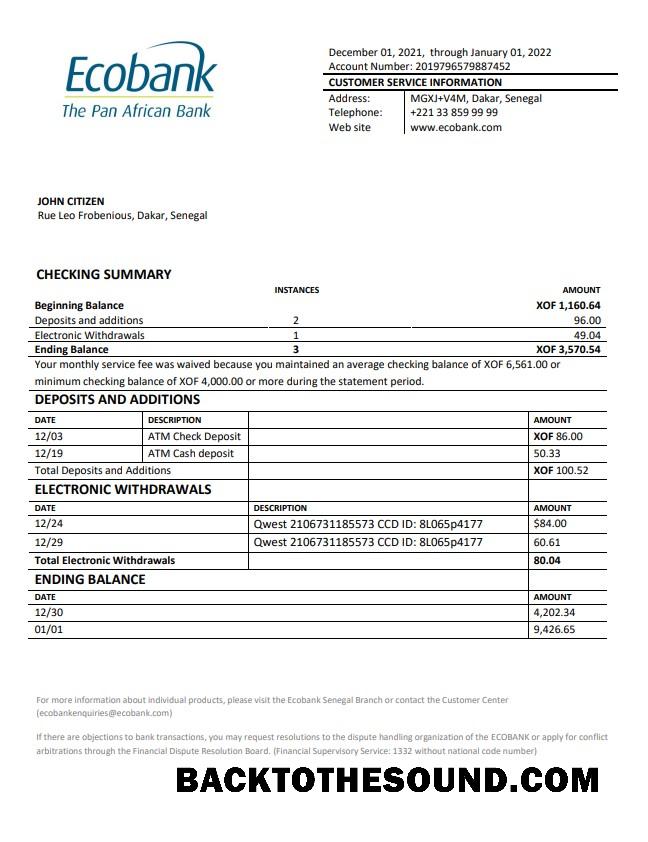 Ecobank
The Pan African Bank
December 01, 2021, through January 01, 2022
Account Number: 2019796579887452
CUSTOMER SERVICE INFORMATION
Address: MGXJ+V4M, Dakar, Senegal
Telephone: +221 33 859 99 99
Web site www.ecobank.com
JOHN CITIZEN
Rue Leo Frobenious, Dakar, Senegal
CHECKING SUMMARY
INSTANCES AMOUNT
Beginning Balance XOF 1,160.64
Deposits and additions 2 96.00
Electronic Withdrawals 1 49.04
Ending Balance 3 XOF 3,570.54
Your monthly service fee was waived because you maintained an average checking balance of XOF 6,561.00 or
minimum checking balance of XOF 4,000.00 or more during the statement period.
DEPOSITS AND ADDITIONS
DATE DESCRIPTION AMOUNT
12/03 ATM Check Deposit XOF 86.00
12/19 ATM Cash deposit 50.33
Total Deposits and Additions XOF 100.52
ELECTRONIC WITHDRAWALS
DATE DESCRIPTION AMOUNT
12/24 Qwest 2106731185573 CCD ID: 8L065p4177 $84.00
12/29 Qwest 2106731185573 CCD ID: 8L065p4177 60.61
Total Electronic Withdrawals 80.04
ENDING BALANCE
DATE AMOUNT
12/30 4,202.34
01/01 9,426.65
For more information about individual products, please visit the Ecobank Senegal Branch or contact the Customer Center
(ecobankenquiries@ecobank.com)
If there are objections to bank transactions, you may request resolutions to the dispute handling organization of the ECOBANK or apply for conflict
arbitrations through the Financial Dispute Resolution Board. (Financial Supervisory Service: 1332 without national code number)
BACKTOTHESOUND.COM